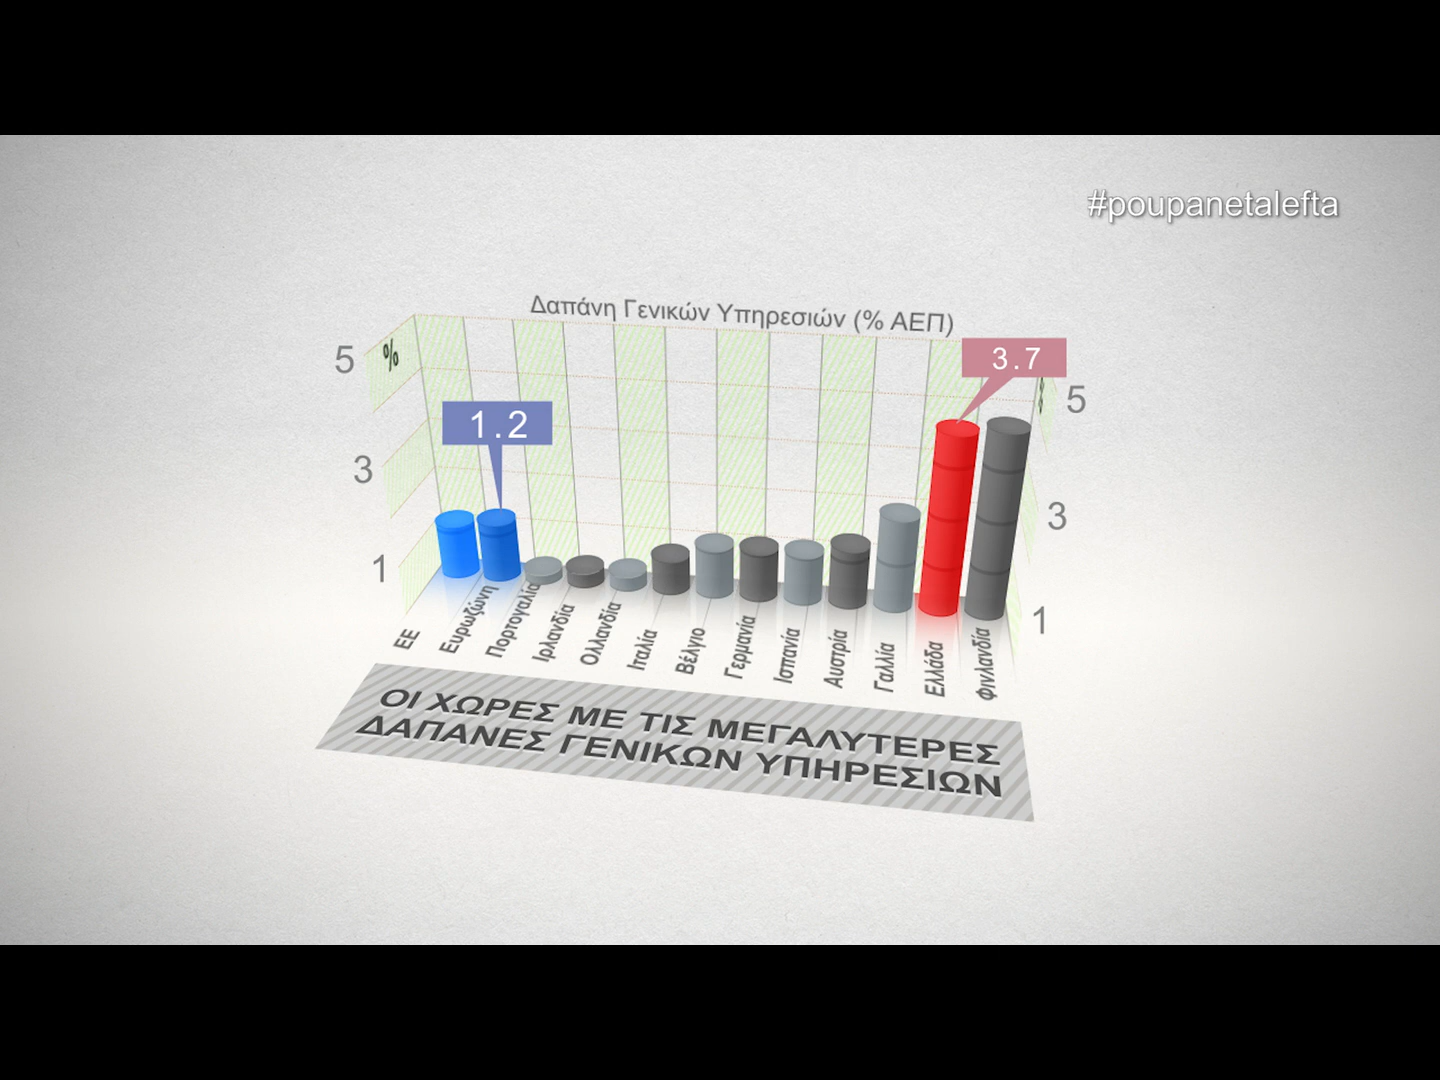 #poupanetalefta
Δαπάνη Γενικών Υπηρεσιών (% ΑΕΠ)
5
%
3.7
5
1.2
3
3
1
1
ΕΕ
Ευρωζώνη
Πορτογαλία
Ιρλανδία
Ολλανδία
Ιταλία
Βέλγιο
Γερμανία
Ισπανία
Αυστρία
Γαλλία
Ελλάδα
Φινλανδία
ΟΙ ΧΩΡΕΣ ΜΕ ΤΙΣ ΜΕΓΑΛΥΤΕΡΕΣ
ΔΑΠΑΝΕΣ ΓΕΝΙΚΩΝ ΥΠΗΡΕΣΙΩΝ